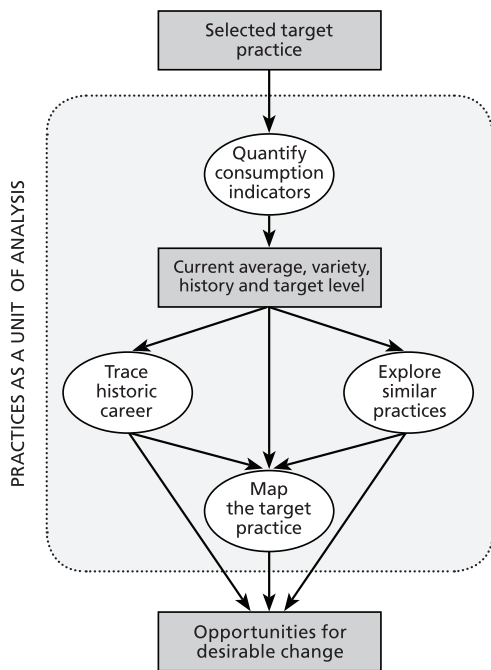 Selected target
practice
PRACTICES AS A UNIT OF ANALYSIS
Quantify
consumption
indicators
Current average, variety,
history and target level
Trace
historic
career
Explore
similar
practices
Map
the target
practice
Opportunities for
desirable change